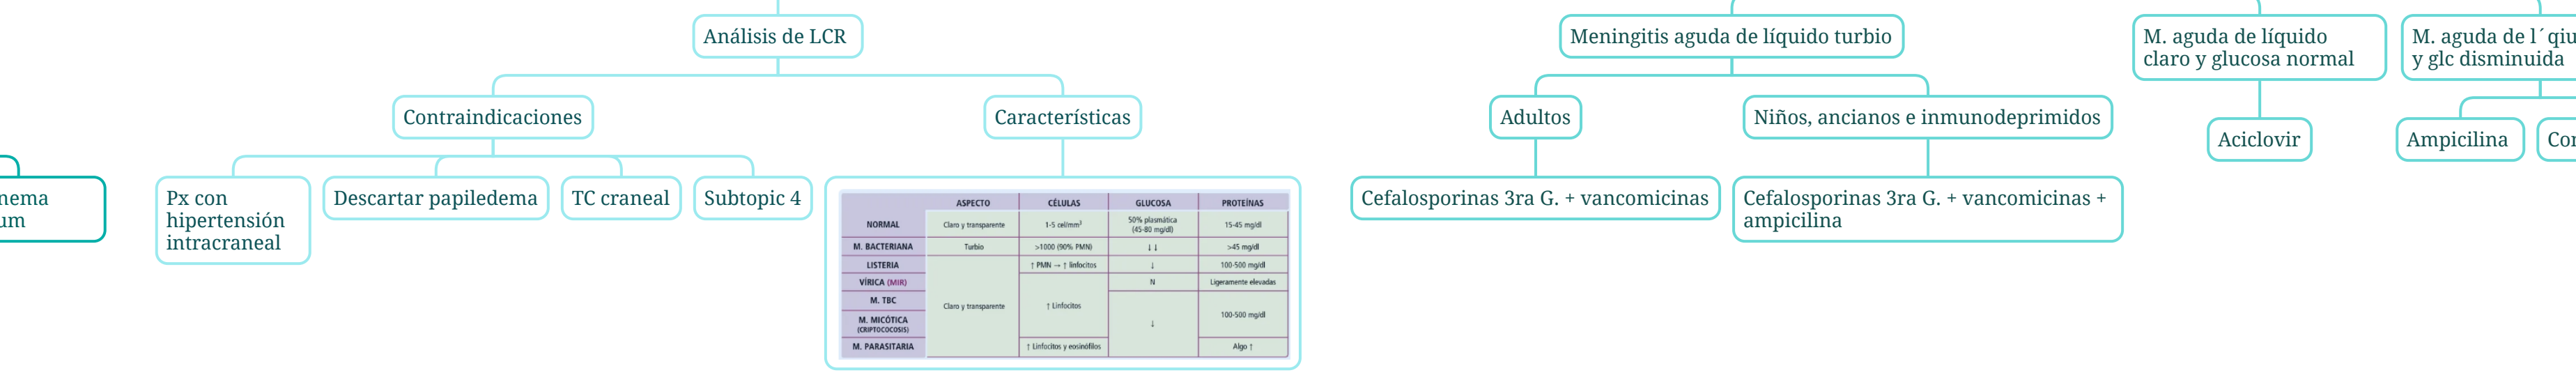 Análisis de LCR
Contraindicaciones
Características
Px con
hipertensión
intracraneal
Descartar papiledema
TC craneal
Subtopic 4
ASPECTO CÉLULAS GLUCOSA PROTEÍNAS
NORMAL Claro y transparente 1-5 cel/mm³ 50% plasmática
(45-80 mg/dl) 15-45 mg/dl
M. BACTERIANA Turbio >1000 (90% PMN) ↓↓ >45 mg/dl
LISTERIA ↑ PMN → ↑ linfocitos ↓ 100-500 mg/dl
VÍRICA (MIR) N Ligeramente elevadas
M. TBC
Claro y transparente ↑ Linfocitos
100-500 mg/dl
M. MICÓTICA
(CRIPTOCOCOSIS) ↓
M. PARASITARIA ↑ Linfocitos y eosinófilos Algo ↑
Meningitis aguda de líquido turbio
Adultos
Niños, ancianos e inmunodeprimidos
Cefalosporinas 3ra G. + vancomicinas
Cefalosporinas 3ra G. + vancomicinas +
ampicilina
M. aguda de líquido
claro y glucosa normal
Aciclovir
M. aguda de l´qiu
y glc disminuida
Ampicilina
nema
um